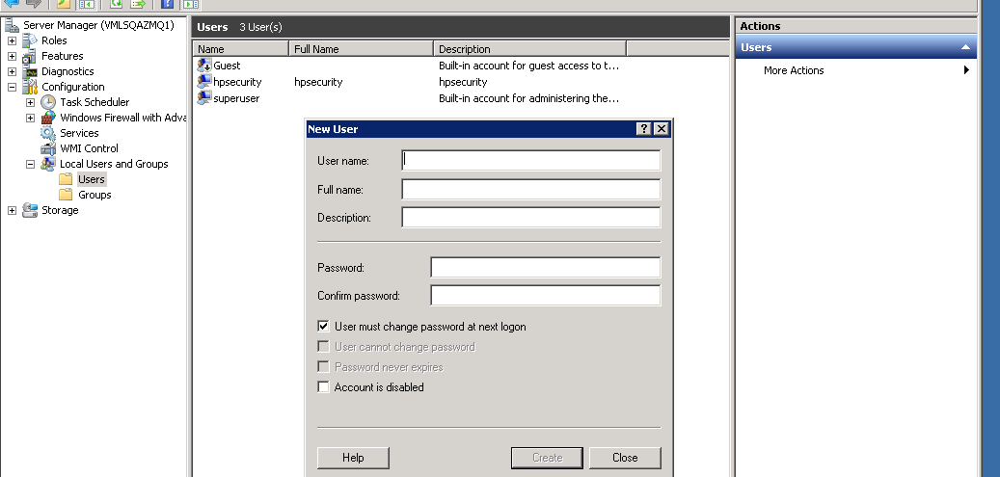 Server Manager (VMLSQAZMQ1)
Roles
Features
Diagnostics
Configuration
Task Scheduler
Windows Firewall with Adva
Services
WMI Control
Local Users and Groups
Users
Groups
Storage
Users 3 User(s)
Name Full Name Description
Guest Built-in account for guest access to t...
hpsecurity hpsecurity hpsecurity
superuser Built-in account for administering the...
New User
User name:
Full name:
Description:
Password:
Confirm password:
User must change password at next logon
User cannot change password
Password never expires
Account is disabled
Help Create Close
Actions
Users
More Actions